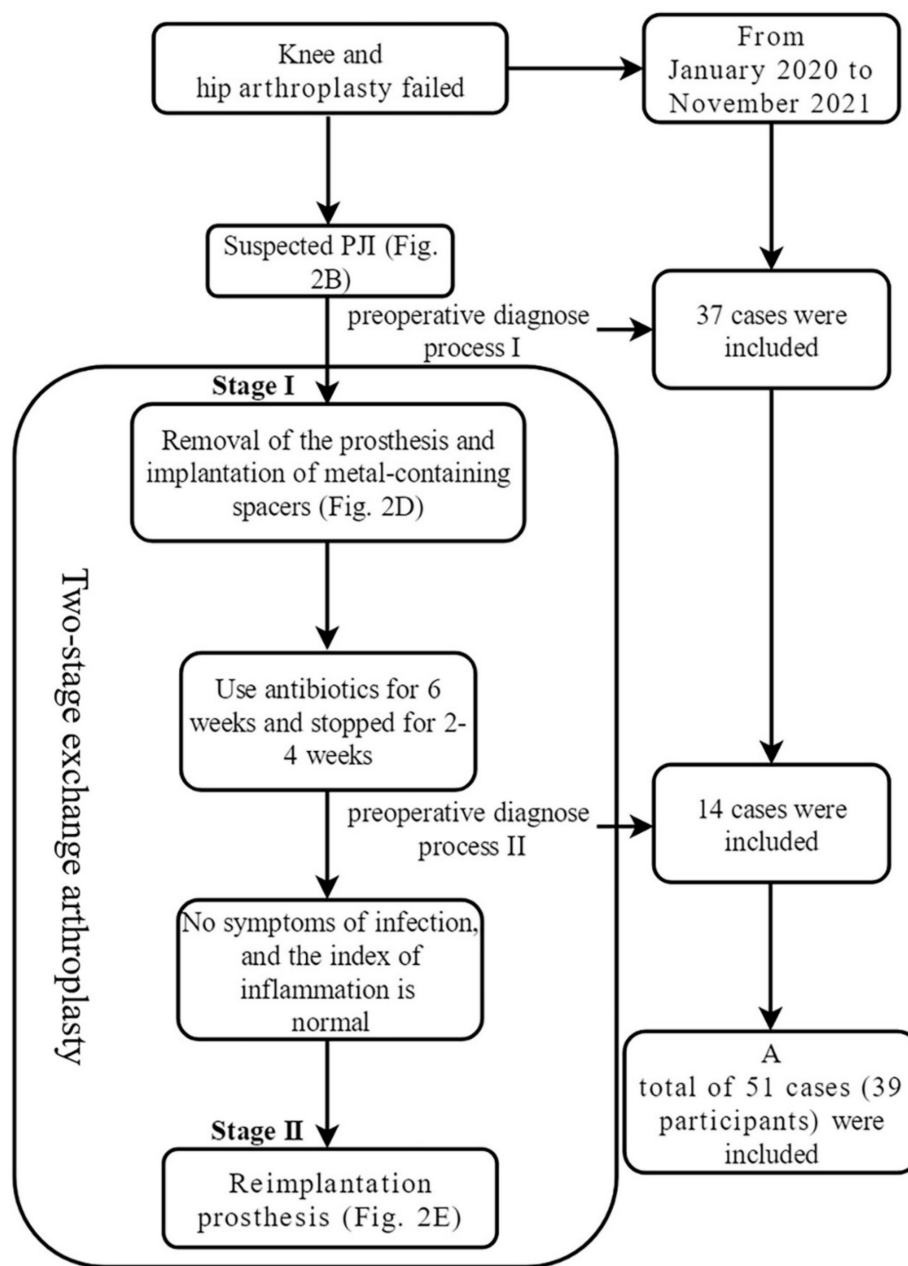 Knee and
hip arthroplasty failed
From
January 2020 to
November 2021
Suspected PJI (Fig.
2B)
preoperative diagnose
process I
37 cases were
included
Stage I
Removal of the prosthesis and
implantation of metal-containing
spacers (Fig. 2D)
Two-stage exchange arthroplasty
Use antibiotics for 6
weeks and stopped for 2-
4 weeks
preoperative diagnose
process II
14 cases were
included
No symptoms of infection,
and the index of
inflammation is
normal
A
total of 51 cases (39
participants) were
included
Stage II
Reimplantation
prosthesis (Fig. 2E)